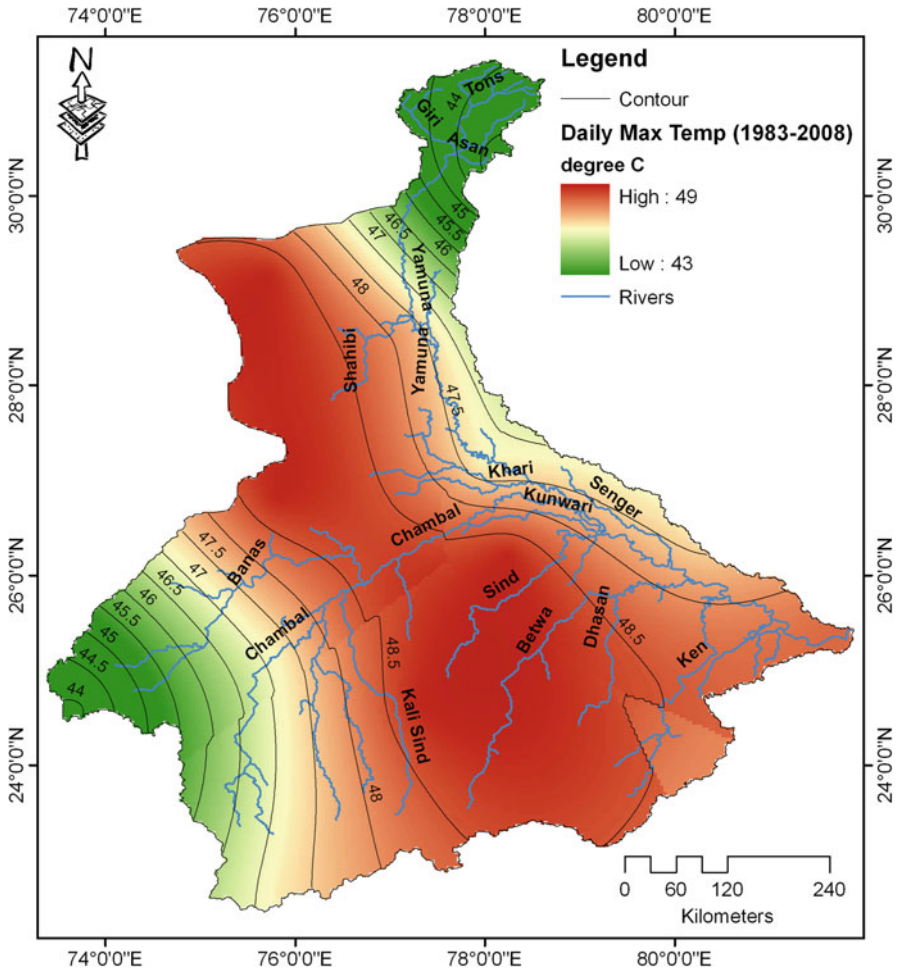 74°0'0"E 76°0'0"E 78°0'0"E 80°0'0"E
N
Legend
Contour
Daily Max Temp (1983-2008)
degree C
High : 49
Low : 43
Rivers
30°0'0"N
28°0'0"N
26°0'0"N
24°0'0"N
30°0'0"N
28°0'0"N
26°0'0"N
24°0'0"N
Tons
44
Giri
Asan
45
45.5
46
46.5
47
Yamuna
48
Shahibi
Yamuna
47.5
Khari
Senger
Kunwari
Chambal
47.5
47
46.5
46
45.5
45
44.5
44
Banas
Chambal
Sind
Betwa
Dhasan
48.5
Ken
48.5
Kali Sind
48
0 60 120 240
Kilometers
74°0'0"E 76°0'0"E 78°0'0"E 80°0'0"E